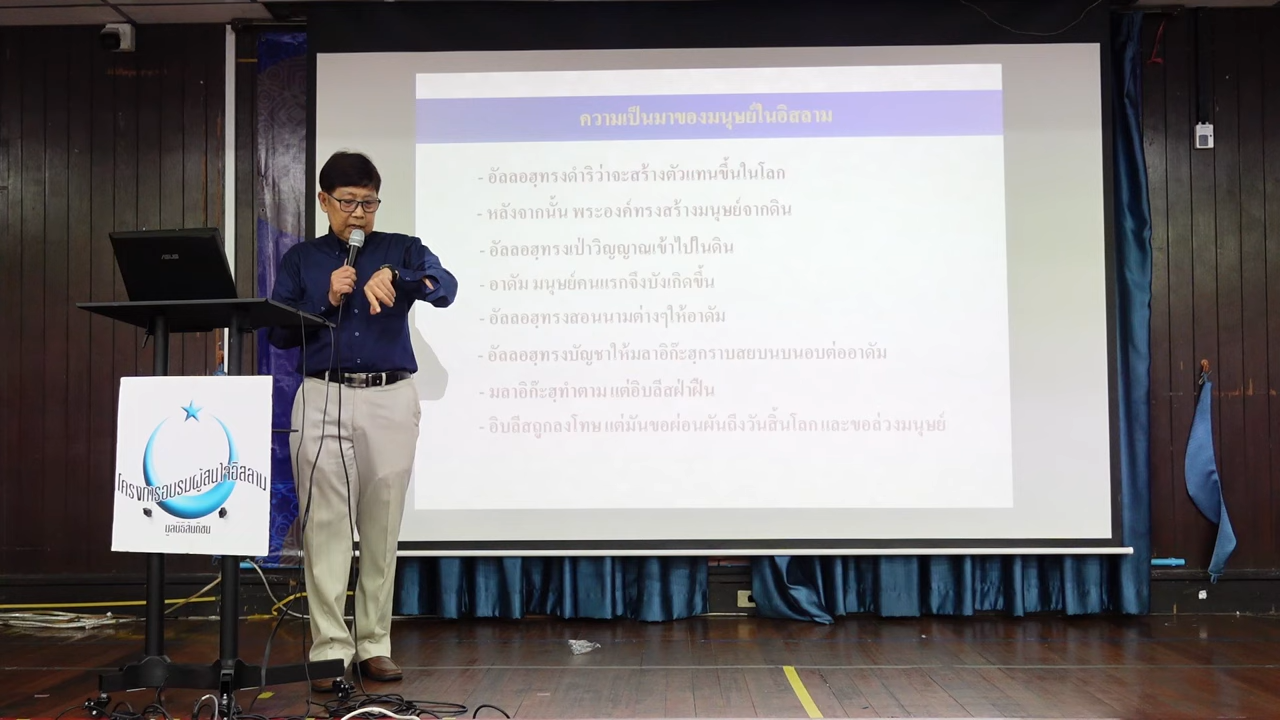 ความเป็นมาของมนุษย์ในอิสลาม
- อัลลอฮฺทรงดำริว่าจะสร้างตัวแทนขึ้นในโลก
- หลังจากนั้น พระองค์ทรงสร้างมนุษย์จากดิน
- อัลลอฮฺทรงเป่าวิญญาณเข้าไปในดิน
- อาดัม มนุษย์คนแรกจึงบังเกิดขึ้น
- อัลลอฮฺทรงสอนนามต่างๆให้อาดัม
- อัลลอฮฺทรงบัญชาให้มลาอิก๊ะฮฺกราบสยบนบนอบต่ออาดัม
- มลาอิก๊ะฮฺทำตาม แต่อิบลีสฝ่าฝืน
- อิบลีสถูกลงโทษ แต่มันขอผ่อนผันถึงวันสิ้นโลก และขอล่วงมนุษย์
ASUS
โครงการอบรมผู้สนใจอิสลาม
มูลนิธิสันติชน